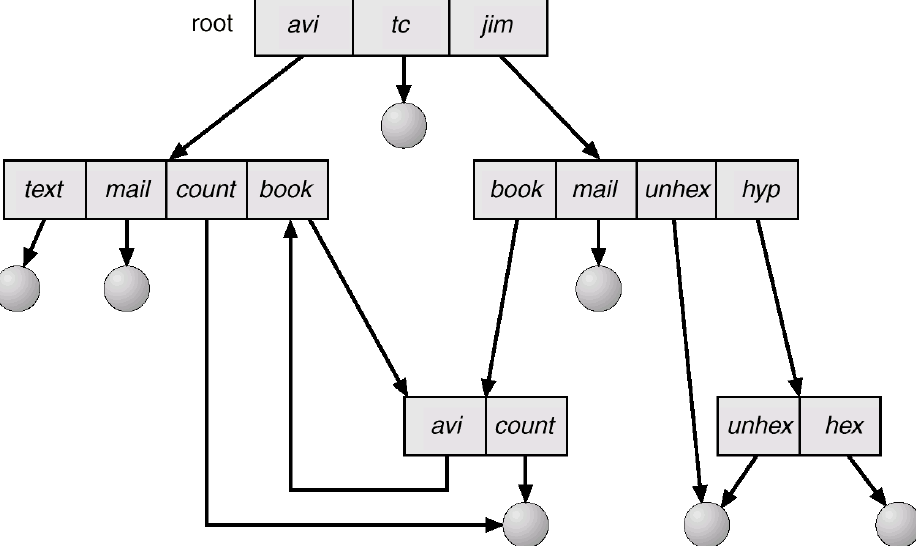 root avi tc jim
text mail count book book mail unhex hyp
avi count unhex hex